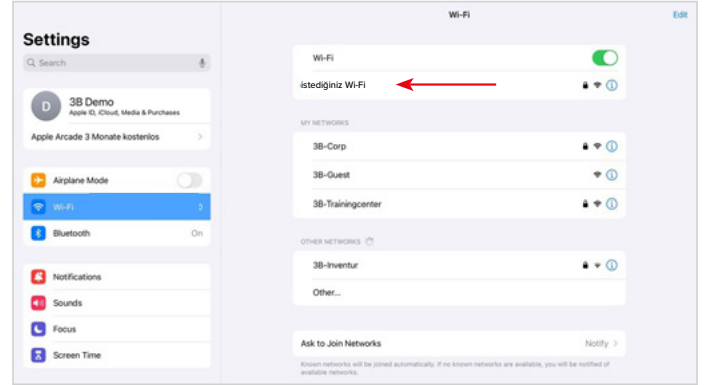 Wi-Fi
Edit
Settings
Search
D
3B Demo
Apple ID, iCloud, Media & Purchases
Apple Arcade 3 Monate kostenlos
Airplane Mode
Wi-Fi
Bluetooth On
Notifications
Sounds
Focus
Screen Time
Wi-Fi
istediğiniz Wi-Fi
MY NETWORKS
3B-Corp
3B-Guest
3B-Trainingcenter
OTHER NETWORKS
3B-Inventur
Other...
Ask to Join Networks Notify
Known networks will be joined automatically. If no known networks are available, you will be notified of
available networks.